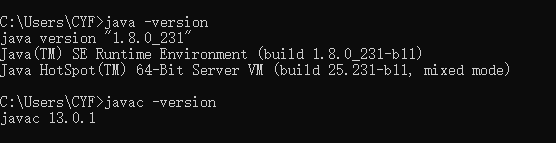 C:\Users\CYF>java -version
java version "1.8.0_231"
Java(TM) SE Runtime Environment (build 1.8.0_231-b11)
Java HotSpot(TM) 64-Bit Server VM (build 25.231-b11, mixed mode)
C:\Users\CYF>javac -version
javac 13.0.1